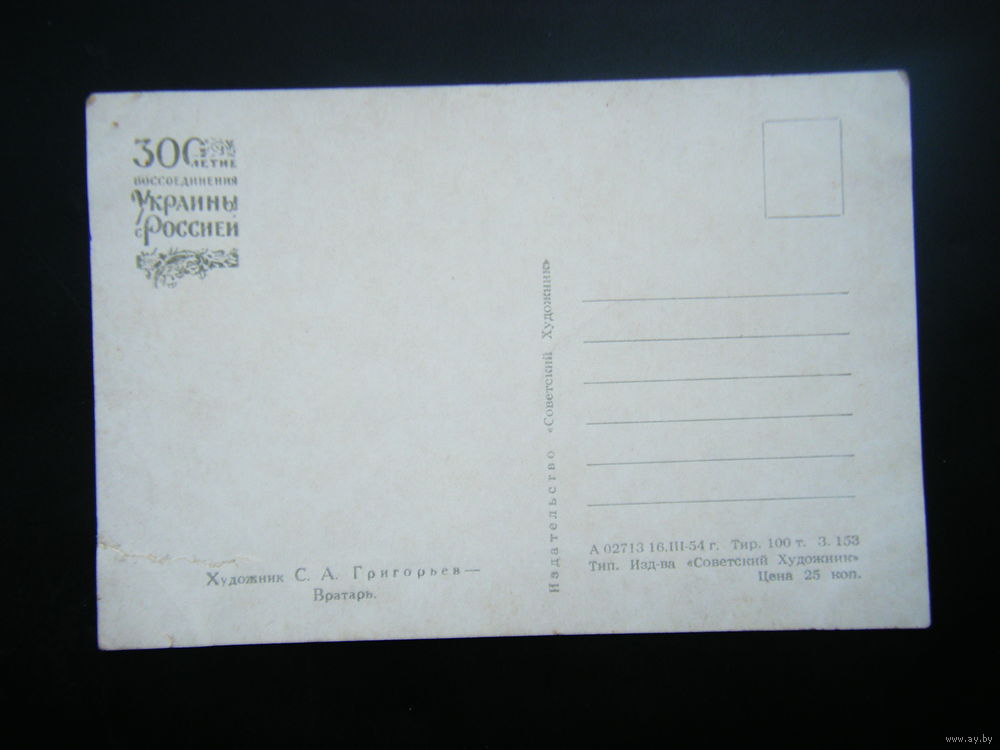 300
ЛЕТИЕ
ВОССОЕДИНЕНИЯ
УКРАИНЫ
с РОССИЕЙ
Художник С. А. Григорьев —
Вратарь.
Издательство «Советский Художник»
А 02713 16.III-54 г. Тир. 100 т. З. 153
Тип. Изд-ва «Советский Художник»
Цена 25 коп.
www.ay.by